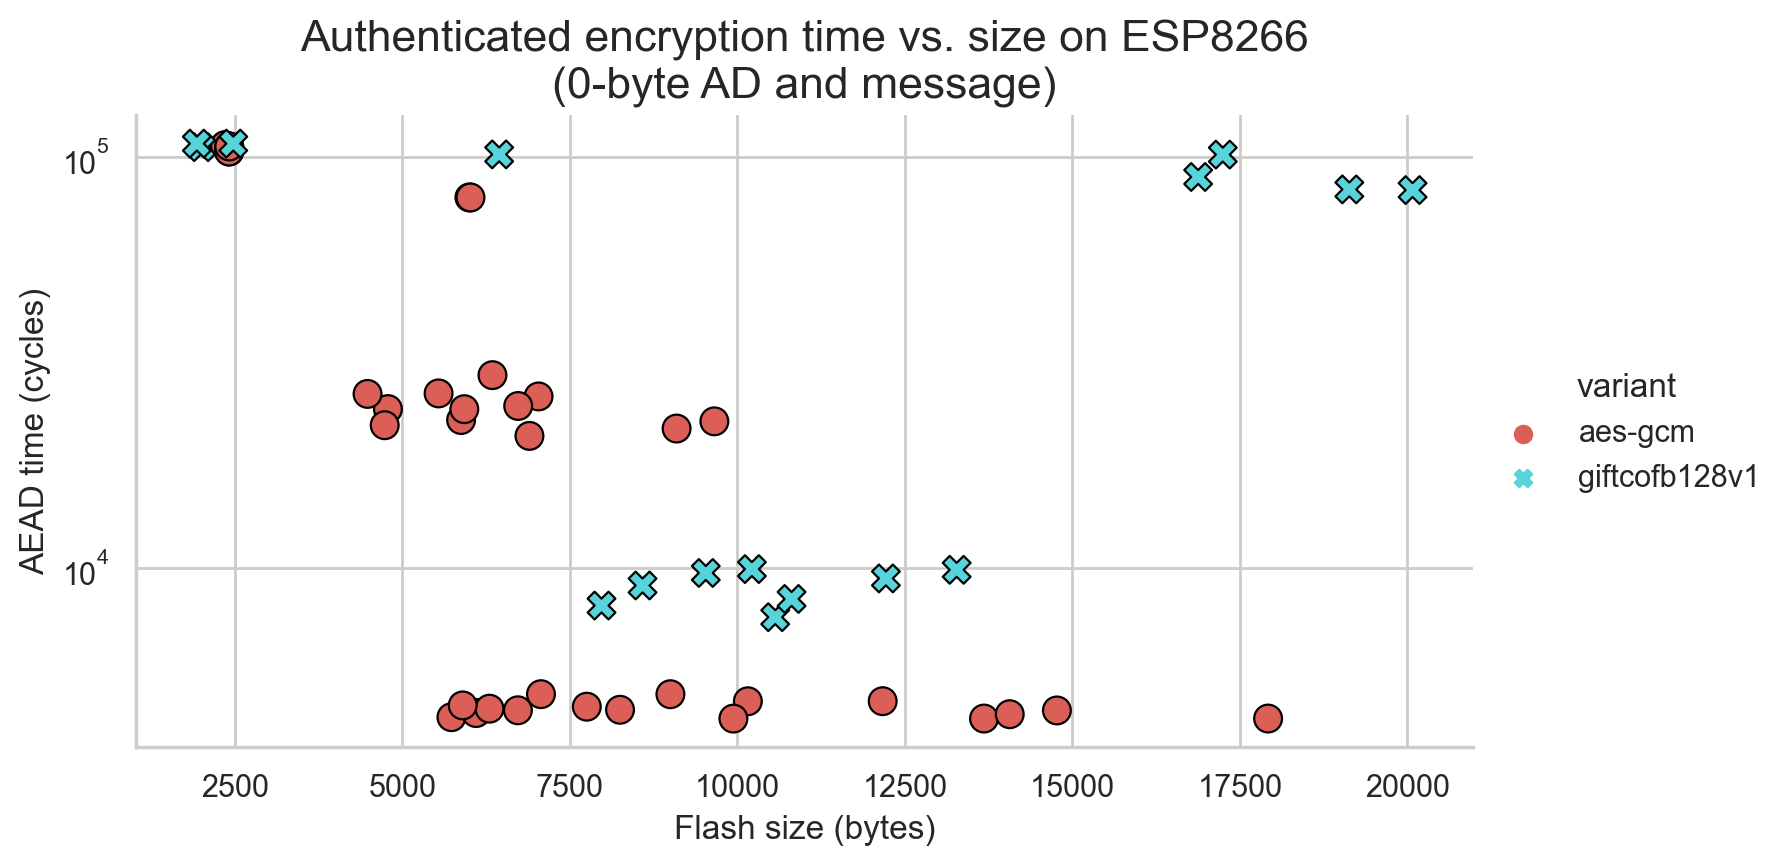 Authenticated encryption time vs. size on ESP8266
(0-byte AD and message)
AEAD time (cycles)
10^5
10^4
2500 5000 7500 10000 12500 15000 17500 20000
Flash size (bytes)
variant
aes-gcm
giftcofb128v1